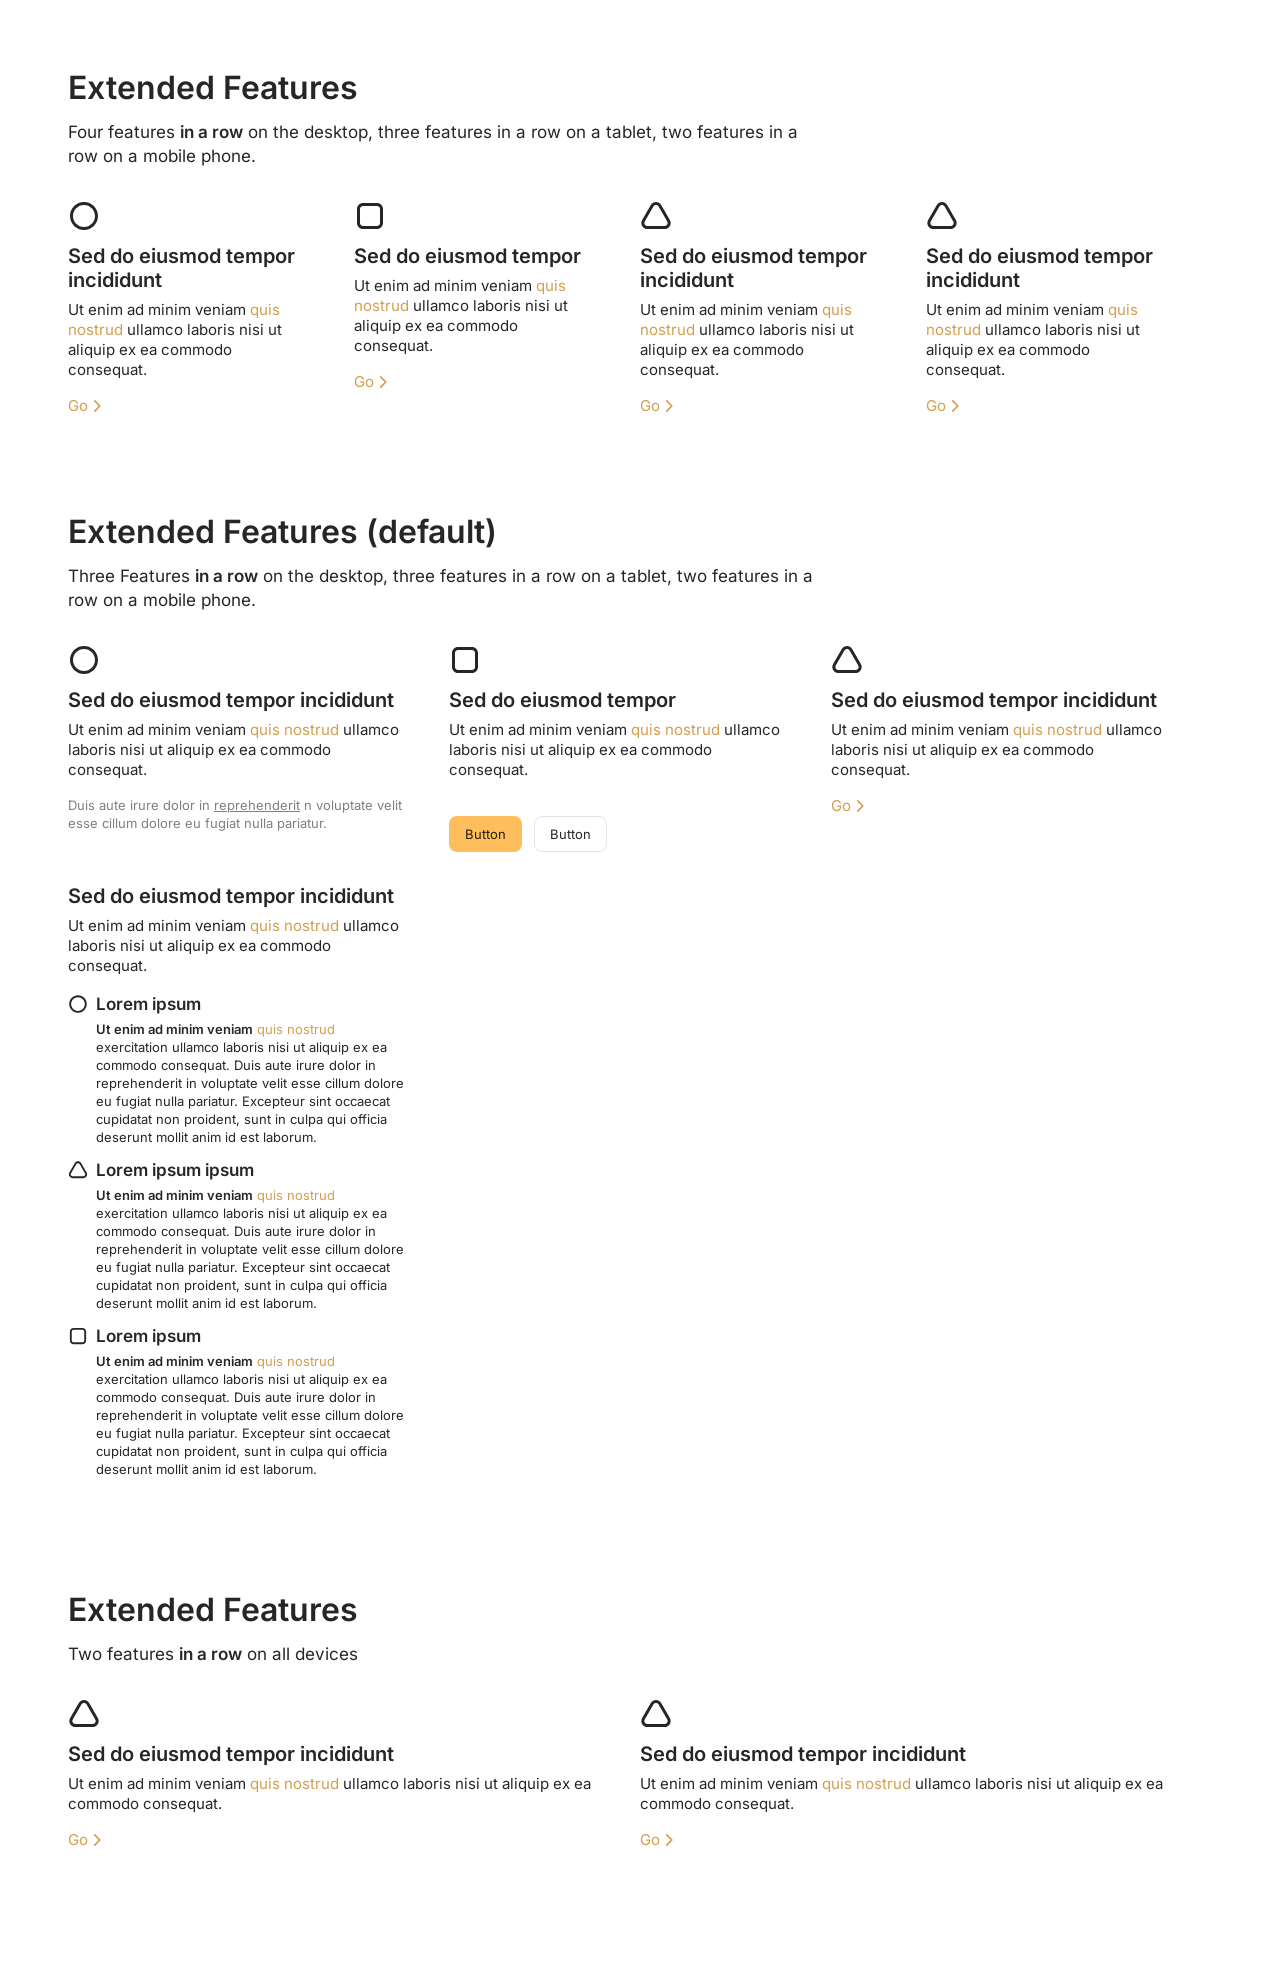 Extended Features
Four features in a row on the desktop, three features in a row on a tablet, two features in a
row on a mobile phone.
Sed do eiusmod tempor
incididunt
Ut enim ad minim veniam quis
nostrud ullamco laboris nisi ut
aliquip ex ea commodo
consequat.
Go
Sed do eiusmod tempor
Ut enim ad minim veniam quis
nostrud ullamco laboris nisi ut
aliquip ex ea commodo
consequat.
Go
Sed do eiusmod tempor
incididunt
Ut enim ad minim veniam quis
nostrud ullamco laboris nisi ut
aliquip ex ea commodo
consequat.
Go
Sed do eiusmod tempor
incididunt
Ut enim ad minim veniam quis
nostrud ullamco laboris nisi ut
aliquip ex ea commodo
consequat.
Go
Extended Features (default)
Three Features in a row on the desktop, three features in a row on a tablet, two features in a
row on a mobile phone.
Sed do eiusmod tempor incididunt
Ut enim ad minim veniam quis nostrud ullamco
laboris nisi ut aliquip ex ea commodo
consequat.
Duis aute irure dolor in reprehenderit n voluptate velit
esse cillum dolore eu fugiat nulla pariatur.
Sed do eiusmod tempor
Ut enim ad minim veniam quis nostrud ullamco
laboris nisi ut aliquip ex ea commodo
consequat.
Button
Button
Sed do eiusmod tempor incididunt
Ut enim ad minim veniam quis nostrud ullamco
laboris nisi ut aliquip ex ea commodo
consequat.
Go
Sed do eiusmod tempor incididunt
Ut enim ad minim veniam quis nostrud ullamco
laboris nisi ut aliquip ex ea commodo
consequat.
Lorem ipsum
Ut enim ad minim veniam quis nostrud
exercitation ullamco laboris nisi ut aliquip ex ea
commodo consequat. Duis aute irure dolor in
reprehenderit in voluptate velit esse cillum dolore
eu fugiat nulla pariatur. Excepteur sint occaecat
cupidatat non proident, sunt in culpa qui officia
deserunt mollit anim id est laborum.
Lorem ipsum ipsum
Ut enim ad minim veniam quis nostrud
exercitation ullamco laboris nisi ut aliquip ex ea
commodo consequat. Duis aute irure dolor in
reprehenderit in voluptate velit esse cillum dolore
eu fugiat nulla pariatur. Excepteur sint occaecat
cupidatat non proident, sunt in culpa qui officia
deserunt mollit anim id est laborum.
Lorem ipsum
Ut enim ad minim veniam quis nostrud
exercitation ullamco laboris nisi ut aliquip ex ea
commodo consequat. Duis aute irure dolor in
reprehenderit in voluptate velit esse cillum dolore
eu fugiat nulla pariatur. Excepteur sint occaecat
cupidatat non proident, sunt in culpa qui officia
deserunt mollit anim id est laborum.
Extended Features
Two features in a row on all devices
Sed do eiusmod tempor incididunt
Ut enim ad minim veniam quis nostrud ullamco laboris nisi ut aliquip ex ea
commodo consequat.
Go
Sed do eiusmod tempor incididunt
Ut enim ad minim veniam quis nostrud ullamco laboris nisi ut aliquip ex ea
commodo consequat.
Go